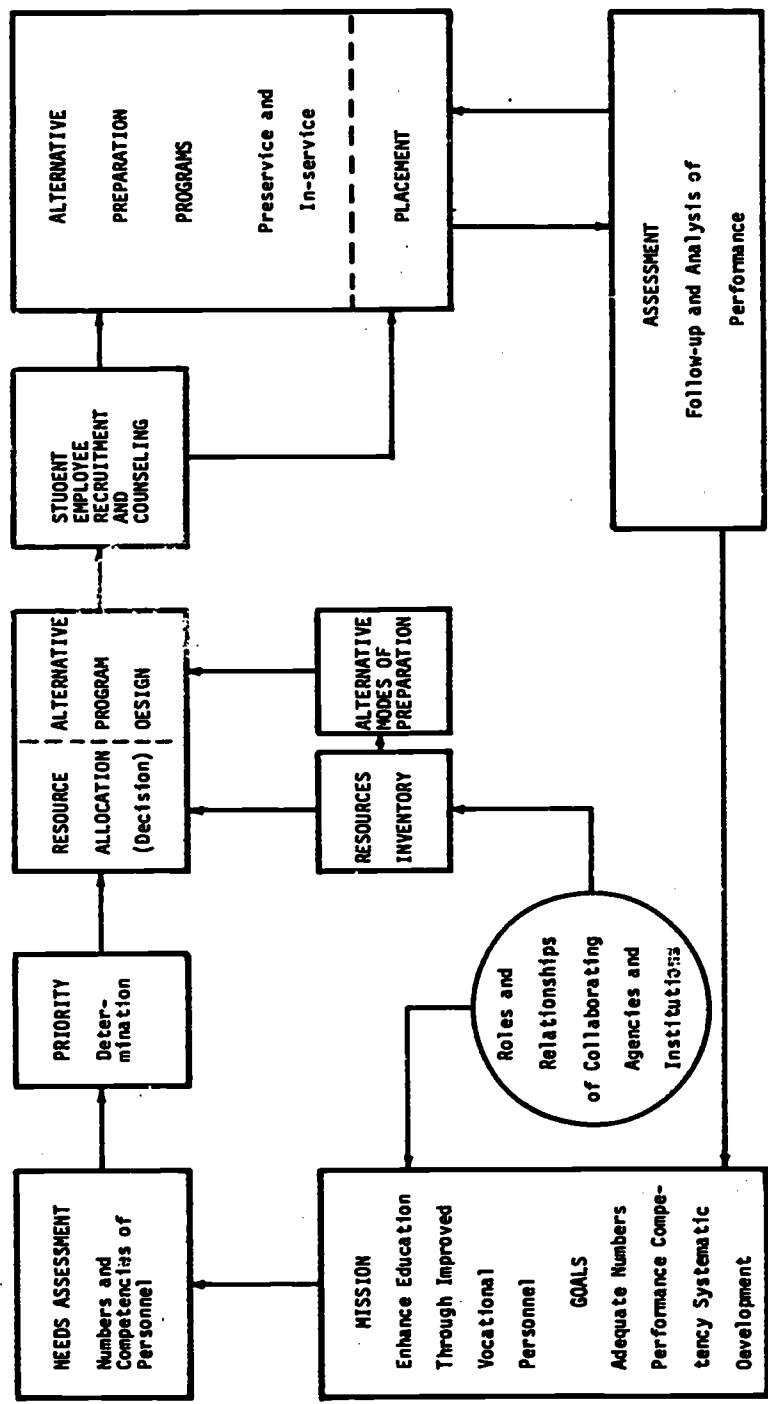 NEEDS ASSESSMENT
Numbers and
Competencies of
Personnel
PRIORITY
Deter-
mination
RESOURCE
ALLOCATION
(Decision)
ALTERNATIVE
PROGRAM
DESIGN
STUDENT
EMPLOYEE
RECRUITMENT
AND
COUNSELING
ALTERNATIVE
PREPARATION
PROGRAMS
Preservice and
In-service
PLACEMENT
RESOURCES
INVENTORY
ALTERNATIVE
MODES OF
PREPARATION
MISSION
Enhance Education
Through Improved
Vocational
Personnel
GOALS
Adequate Numbers
Performance Compe-
tency Systematic
Development
Roles and
Relationships
of Collaborating
Agencies and
Institutions
ASSESSMENT
Follow-up and Analysis of
Performance